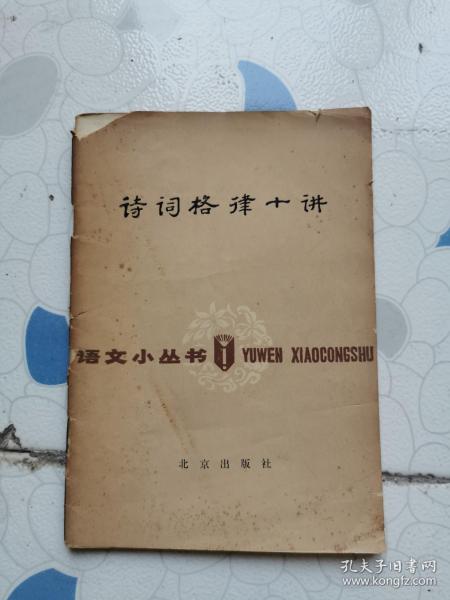 诗词格律十讲
语文小丛书 YUWEN XIAOCONGSHU
北京出版社
孔夫子旧书网
www.kongfz.com